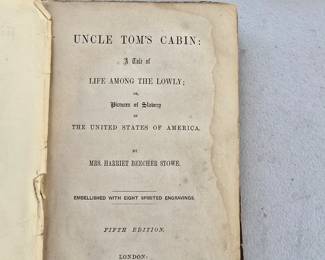 UNCLE TOM'S CABIN:
A Tale of
LIFE AMONG THE LOWLY;
OR,
Pictures of Slavery
IN
THE UNITED STATES OF AMERICA.
BY
MRS. HARRIET BEECHER STOWE.
EMBELLISHED WITH EIGHT SPIRITED ENGRAVINGS.
FIFTH EDITION.
LONDON: